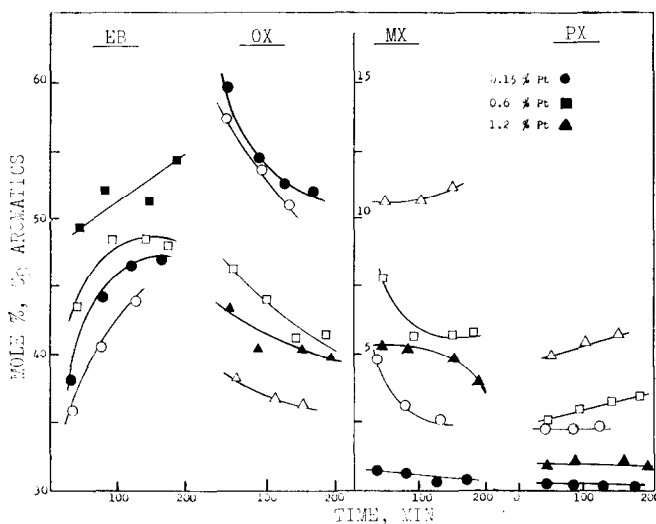 EB OX MX PX
0.15 % Pt
0.6 % Pt
1.2 % Pt
60
50
40
30
15
10
5
MOLE %, C8 AROMATICS
100 100 200 100 200 0 100 200
TIME, MIN